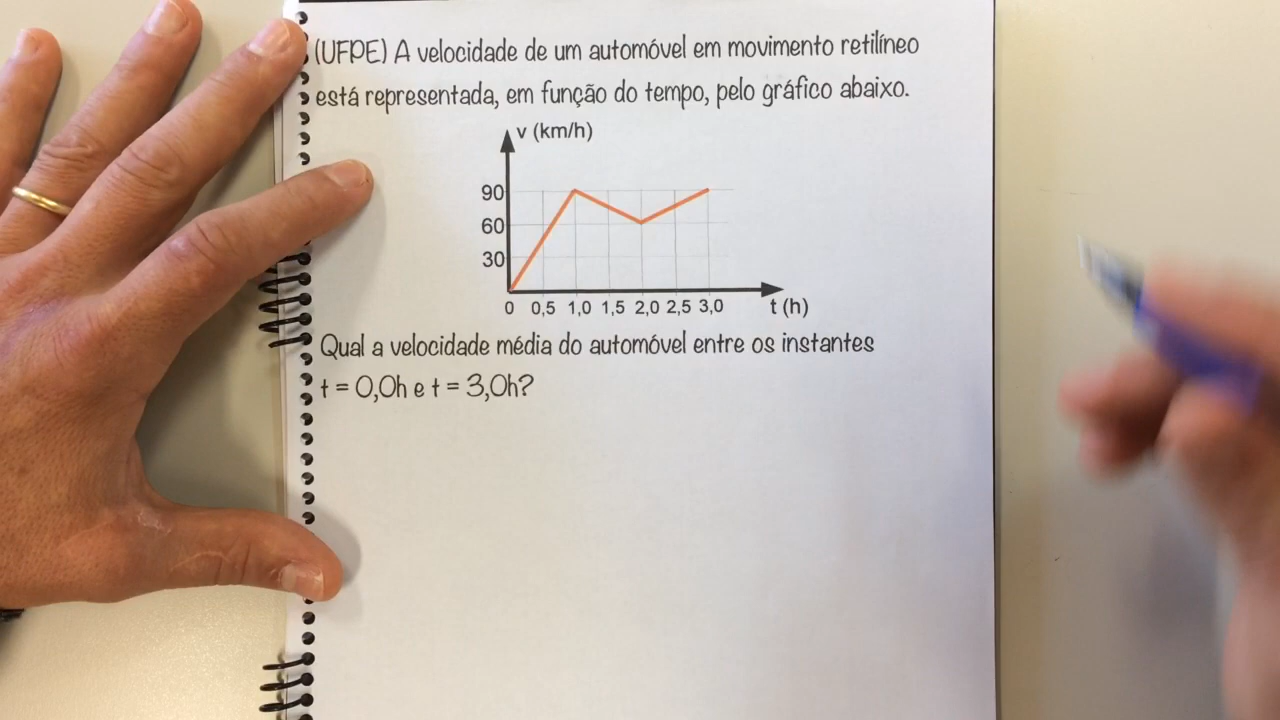 (UFPE) A velocidade de um automóvel em movimento retilíneo
está representada, em função do tempo, pelo gráfico abaixo.
v (km/h)
90
60
30
0 0,5 1,0 1,5 2,0 2,5 3,0 t (h)
Qual a velocidade média do automóvel entre os instantes
t = 0,0h e t = 3,0h?